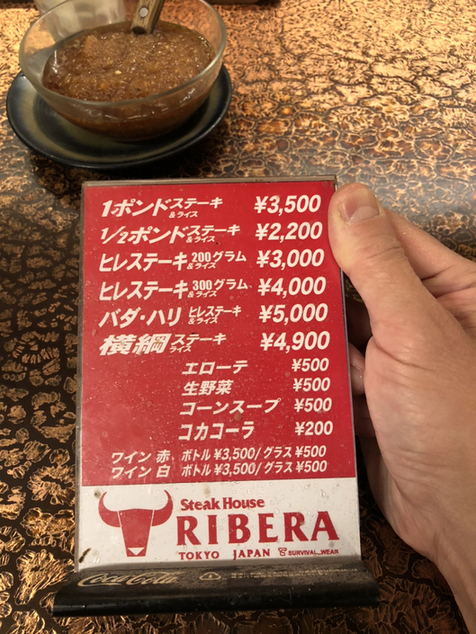 1ポンドステーキ&ライス ¥3,500
1/2ポンドステーキ&ライス ¥2,200
ヒレステーキ200グラム&ライス ¥3,000
ヒレステーキ300グラム&ライス ¥4,000
バダ・ハリ ヒレステーキ&ライス ¥5,000
横綱ステーキライス ¥4,900
エローテ ¥500
生野菜 ¥500
コーンスープ ¥500
コカコーラ ¥200
ワイン 赤 ボトル ¥3,500/グラス ¥500
ワイン 白 ボトル ¥3,500/グラス ¥500
Steak House
RIBERA
TOKYO JAPAN SURVIVAL..WEAR
Coca-Cola